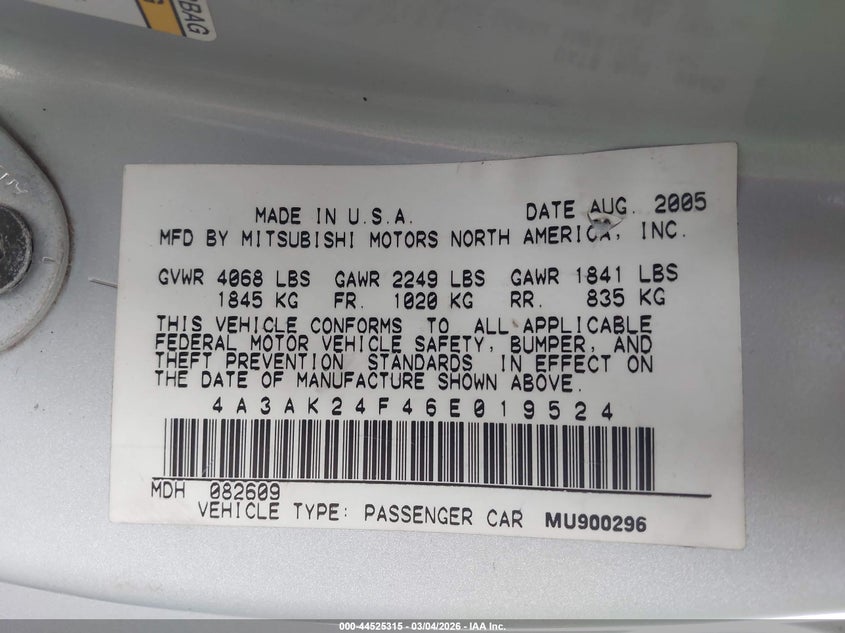 RBAG
MADE IN U.S.A. DATE AUG. 2005
MFD BY MITSUBISHI MOTORS NORTH AMERICA, INC.
GVWR 4068 LBS GAWR 2249 LBS GAWR 1841 LBS
1845 KG FR. 1020 KG RR. 835 KG
THIS VEHICLE CONFORMS TO ALL APPLICABLE
FEDERAL MOTOR VEHICLE SAFETY, BUMPER, AND
THEFT PREVENTION STANDARDS IN EFFECT ON
THE DATE OF MANUFACTURE SHOWN ABOVE.
4A3AK24F46E019524
MDH 082609
VEHICLE TYPE: PASSENGER CAR MU900296
000-44525315 - 03/04/2026 - IAA Inc.